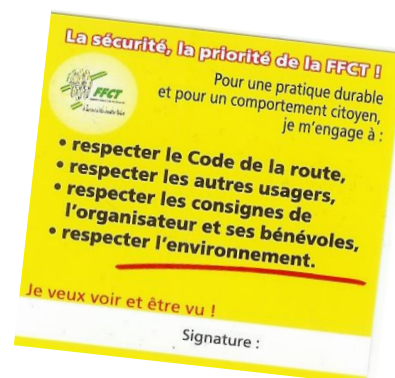 La sécurité, la priorité de la FFCT !
FFCT
Pour une pratique durable
et pour un comportement citoyen,
je m'engage à :
• respecter le Code de la route,
• respecter les autres usagers,
• respecter les consignes de
l'organisateur et ses bénévoles,
• respecter l'environnement.
Je veux voir et être vu !
Signature :